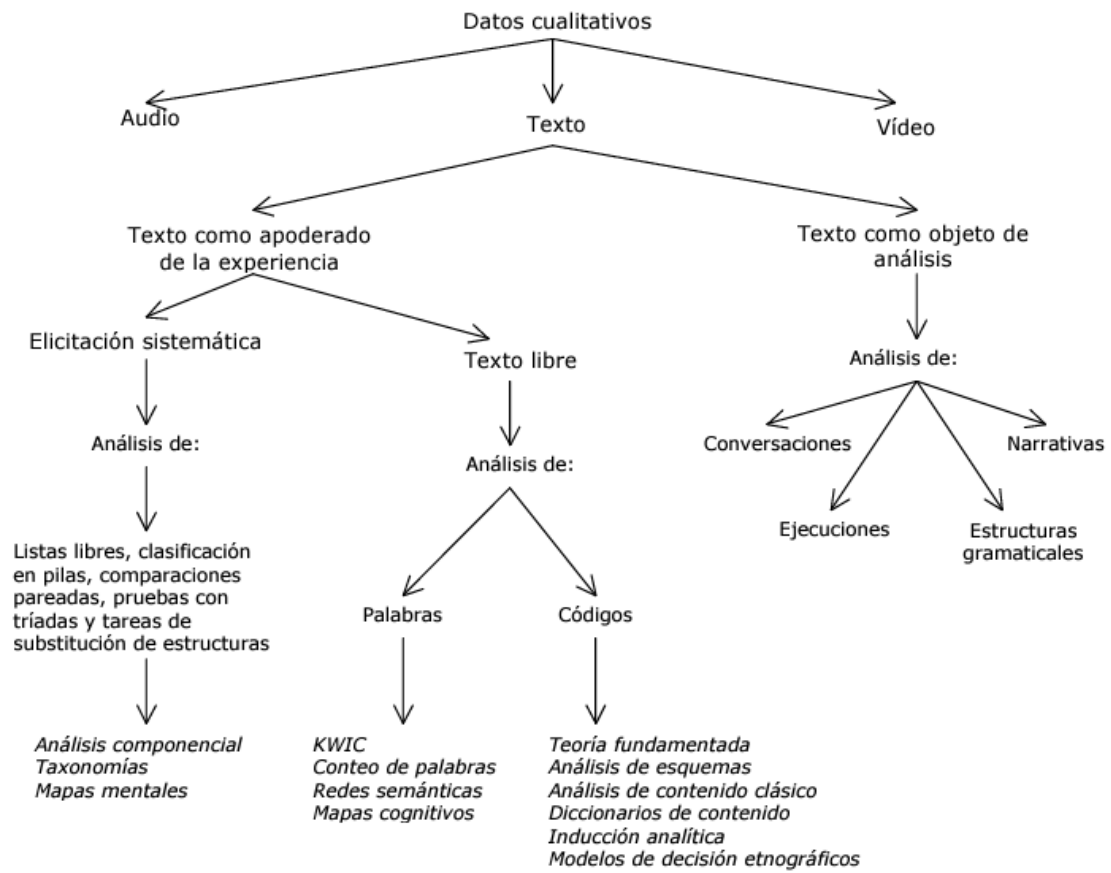 Datos cualitativos
Audio
Texto
Vídeo
Texto como apoderado
de la experiencia
Texto como objeto de
análisis
Elicitación sistemática
Texto libre
Análisis de:
Análisis de:
Análisis de:
Conversaciones
Narrativas
Ejecuciones
Estructuras
gramaticales
Listas libres, clasificación
en pilas, comparaciones
pareadas, pruebas con
tríadas y tareas de
substitución de estructuras
Palabras
Códigos
Análisis componencial
Taxonomías
Mapas mentales
KWIC
Conteo de palabras
Redes semánticas
Mapas cognitivos
Teoría fundamentada
Análisis de esquemas
Análisis de contenido clásico
Diccionarios de contenido
Inducción analítica
Modelos de decisión etnográficos